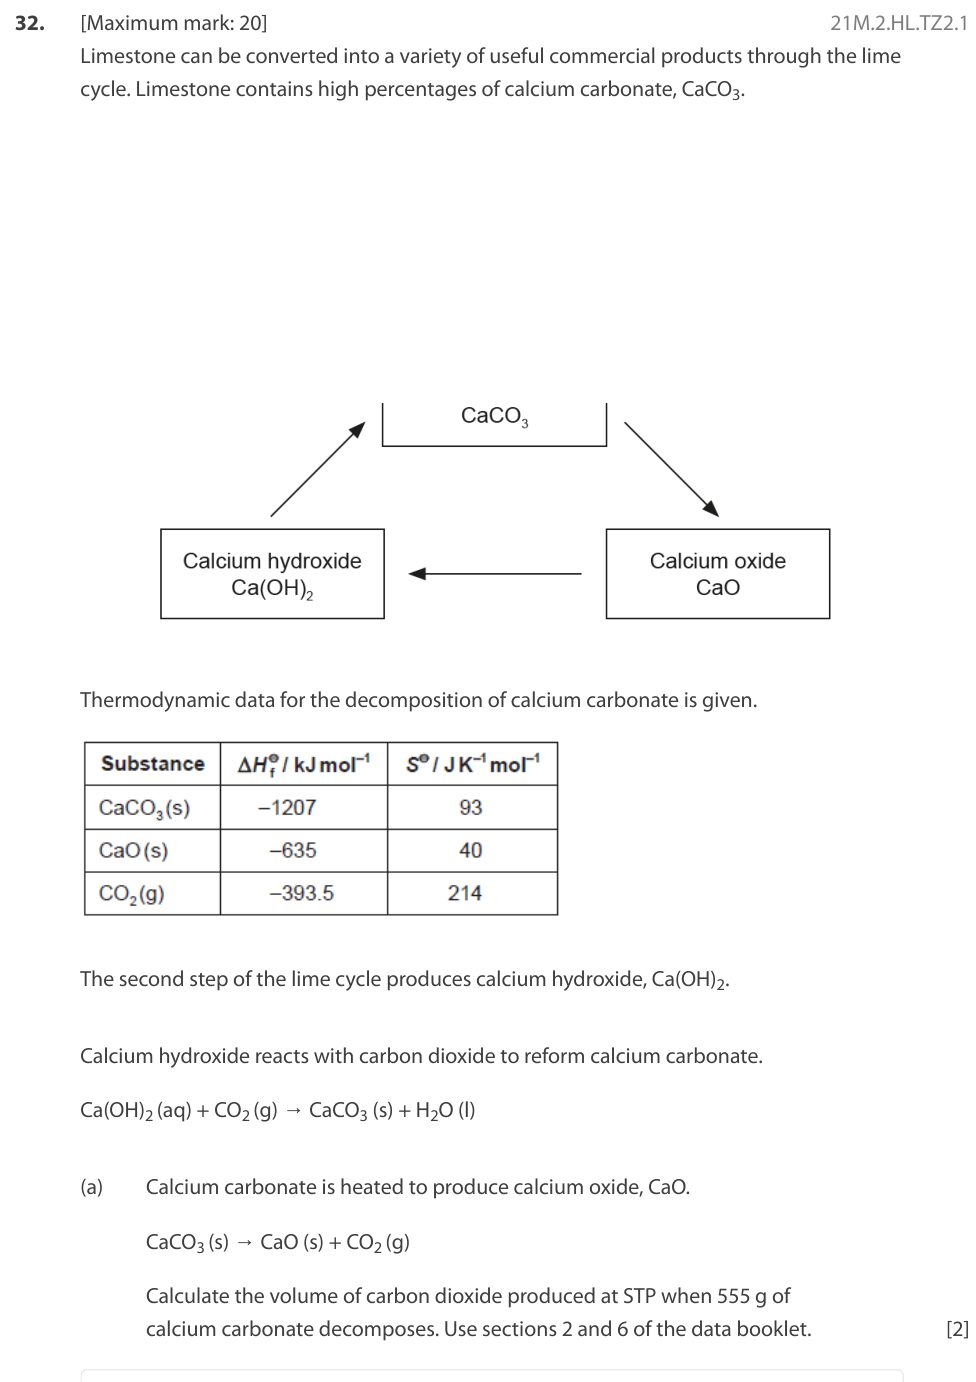 32. [Maximum mark: 20] 21M.2.HL.TZ2.1
Limestone can be converted into a variety of useful commercial products through the lime
cycle. Limestone contains high percentages of calcium carbonate, CaCO₃.
CaCO₃
Calcium hydroxide
Ca(OH)₂
Calcium oxide
CaO
Thermodynamic data for the decomposition of calcium carbonate is given.
Substance ΔH_f^⦵ / kJ mol⁻¹ S^⦵ / J K⁻¹ mol⁻¹
CaCO₃(s) –1207 93
CaO(s) –635 40
CO₂(g) –393.5 214
The second step of the lime cycle produces calcium hydroxide, Ca(OH)₂.
Calcium hydroxide reacts with carbon dioxide to reform calcium carbonate.
Ca(OH)₂ (aq) + CO₂ (g) → CaCO₃ (s) + H₂O (l)
(a) Calcium carbonate is heated to produce calcium oxide, CaO.
CaCO₃ (s) → CaO (s) + CO₂ (g)
Calculate the volume of carbon dioxide produced at STP when 555 g of
calcium carbonate decomposes. Use sections 2 and 6 of the data booklet. [2]